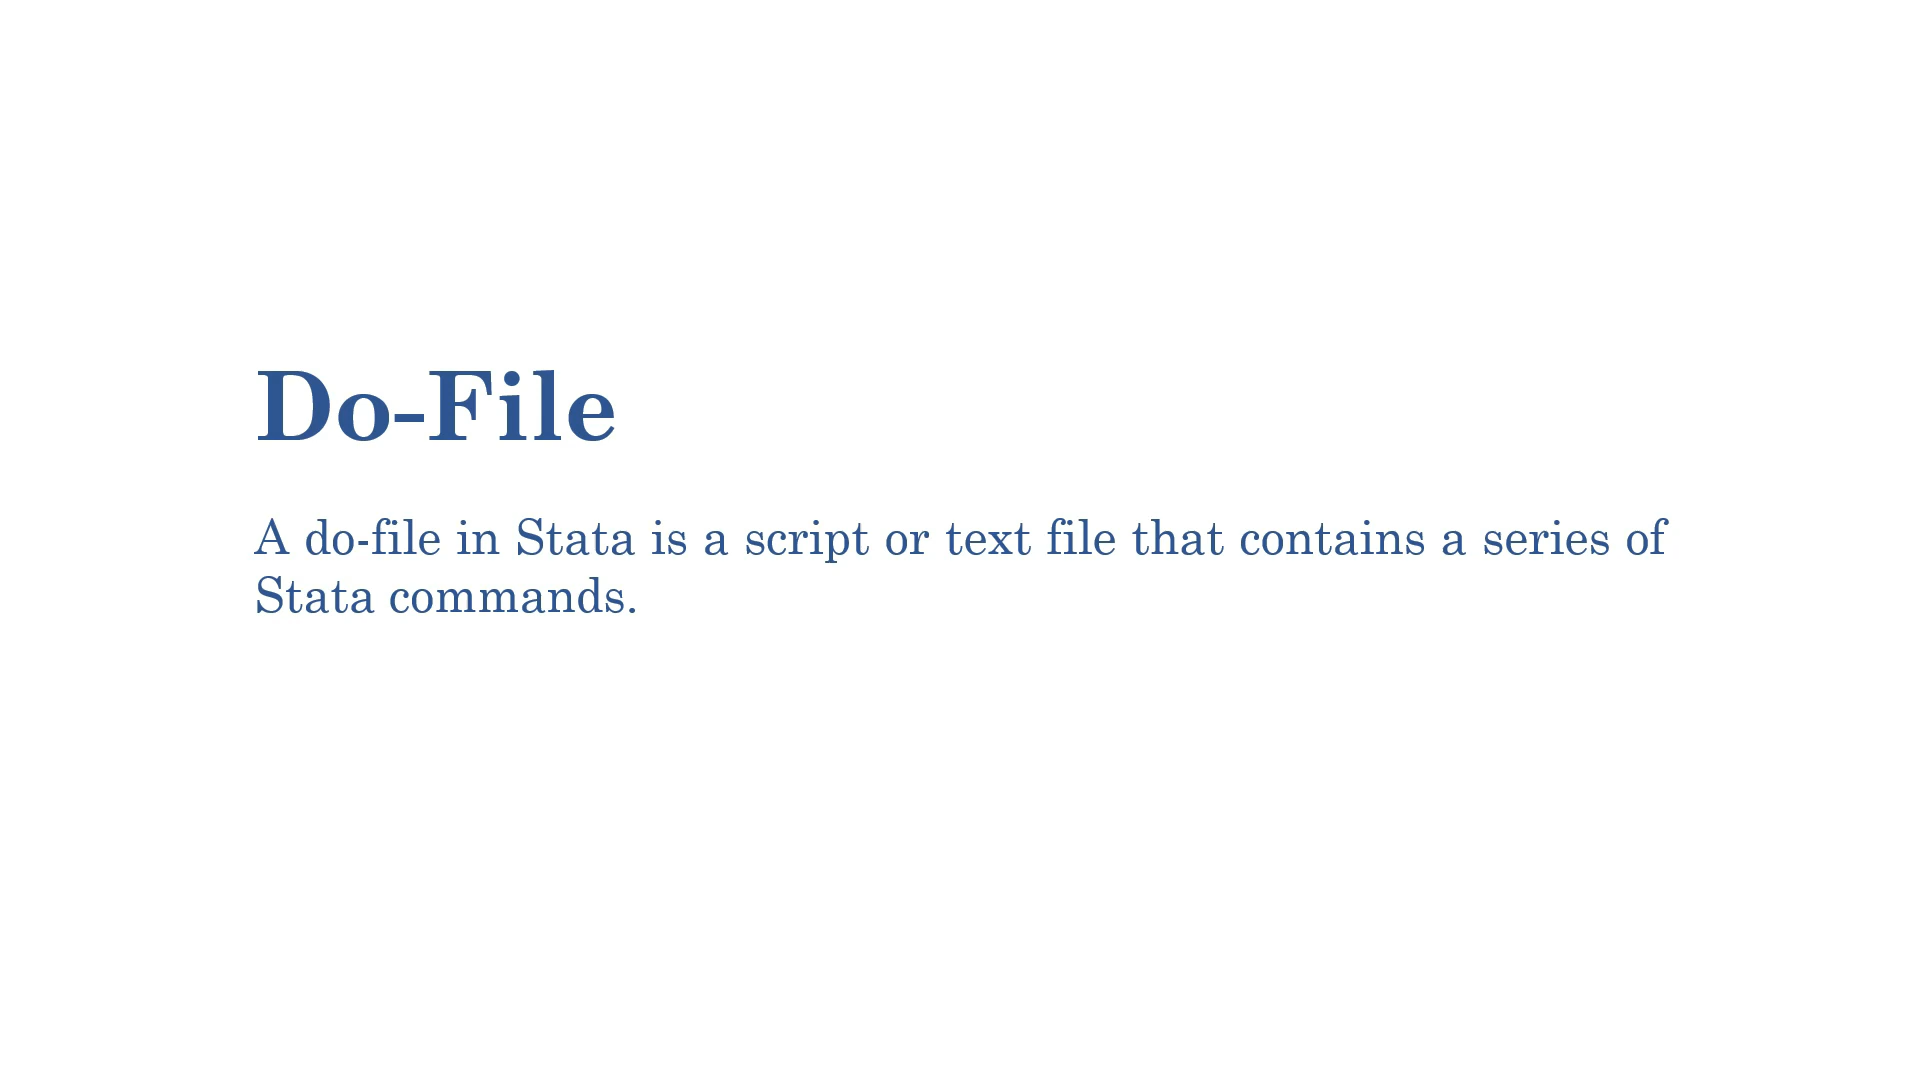 Do-File
A do-file in Stata is a script or text file that contains a series of
Stata commands.